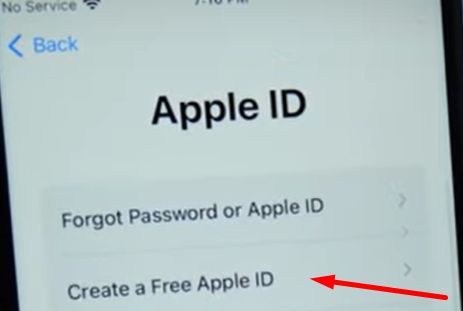 No Service
Back
Apple ID
Forgot Password or Apple ID
Create a Free Apple ID